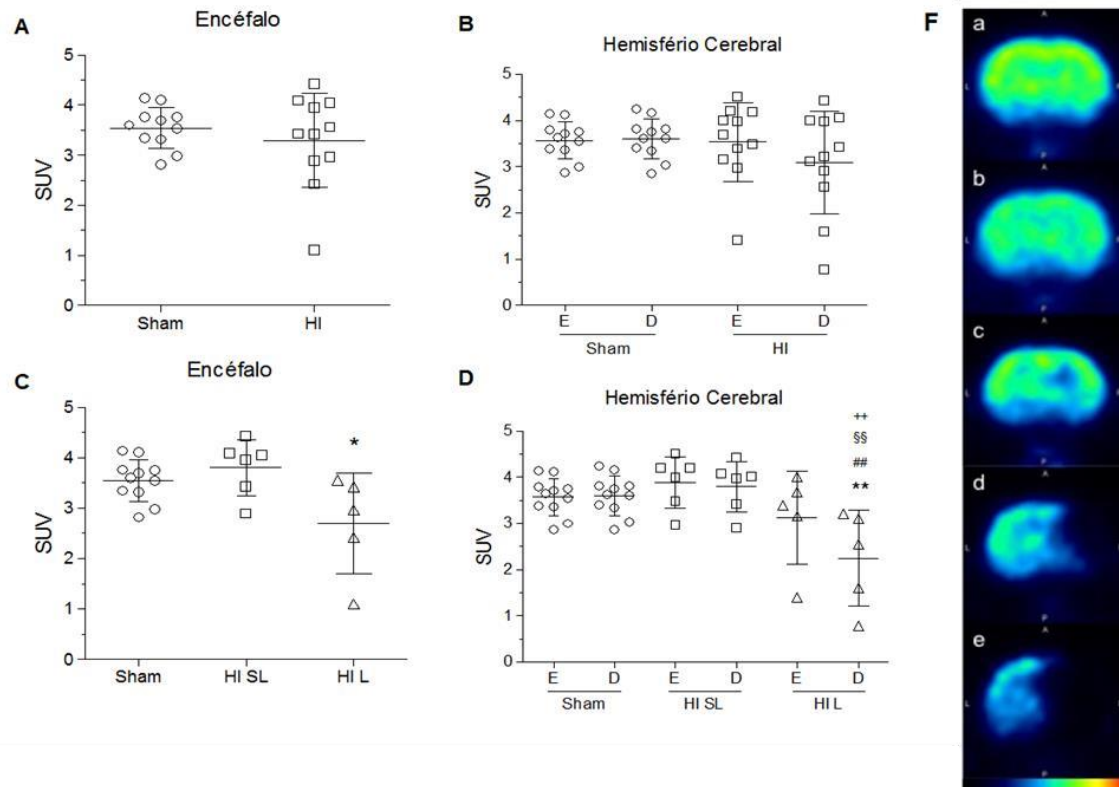 A
Encéfalo
SUV
5
4
3
2
1
0
Sham
HI
B
Hemisfério Cerebral
SUV
5
4
3
2
1
0
E
D
E
D
Sham
HI
C
Encéfalo
*
SUV
5
4
3
2
1
0
Sham
HI SL
HI L
D
Hemisfério Cerebral
++
§§
##
**
SUV
5
4
3
2
1
0
E
D
E
D
E
D
Sham
HI SL
HI L
F
a
A
L
P
b
A
L
P
c
A
L
P
d
L
P
e
A
L
P